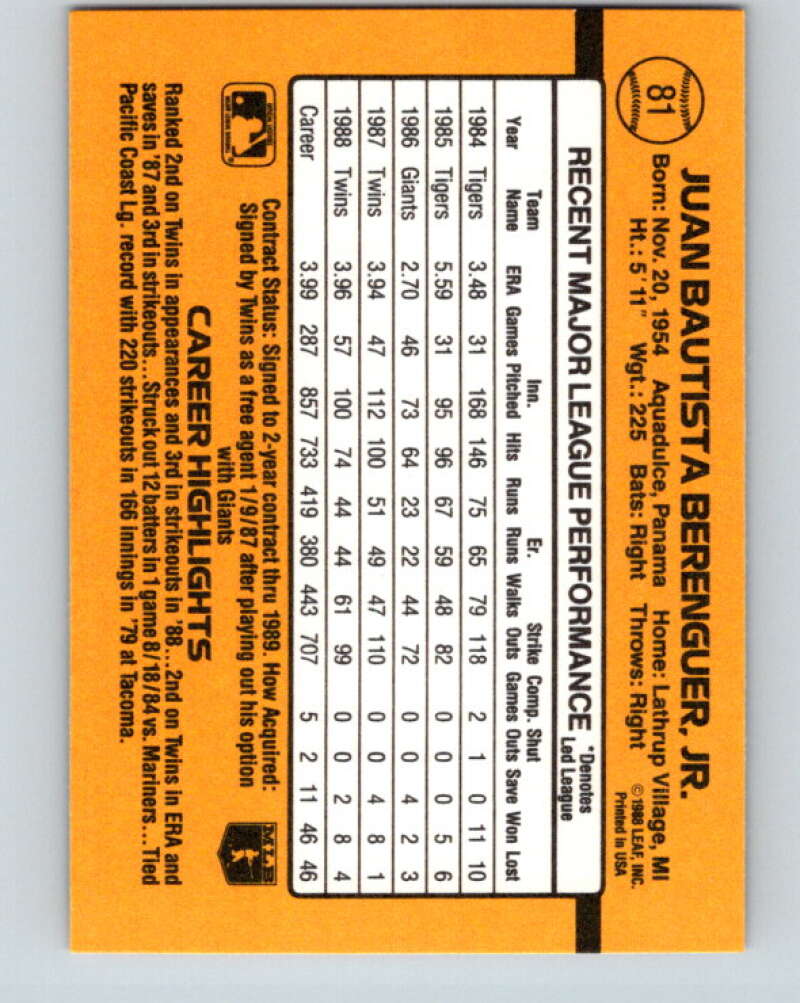 81
JUAN BAUTISTA BERENGUER, JR.
Born: Nov. 20, 1954 Aquadulce, Panama Home: Lathrup Village, MI
Ht.: 5'11" Wgt.: 225 Bats: Right Throws: Right
© 1988 LEAF, INC.
Printed in USA
RECENT MAJOR LEAGUE PERFORMANCE
*Denotes
Led League
Team Inn. Er. Strike Comp. Shut
Year Name ERA Games Pitched Hits Runs Runs Walks Outs Games Outs Save Won Lost
1984 Tigers 3.48 31 168 146 75 65 79 118 2 1 0 11 10
1985 Tigers 5.59 31 95 96 67 59 48 82 0 0 0 5 6
1986 Giants 2.70 46 73 64 23 22 44 72 0 0 4 2 3
1987 Twins 3.94 47 112 100 51 49 47 110 0 0 4 8 1
1988 Twins 3.96 57 100 74 44 44 61 99 0 0 2 8 4
Career 3.99 287 857 733 419 380 443 707 5 2 11 46 46
Contract Status: Signed to 2-year contract thru 1989. How Acquired:
Signed by Twins as a free agent 1/9/87 after playing out his option
with Giants
MLB
CAREER HIGHLIGHTS
Ranked 2nd on Twins in appearances and 3rd in strikeouts in '88...2nd on Twins in ERA and
saves in '87 and 3rd in strikeouts...Struck out 12 batters in 1 game 8/18/84 vs. Mariners...Tied
Pacific Coast Lg. record with 220 strikeouts in 166 innings in '79 at Tacoma.